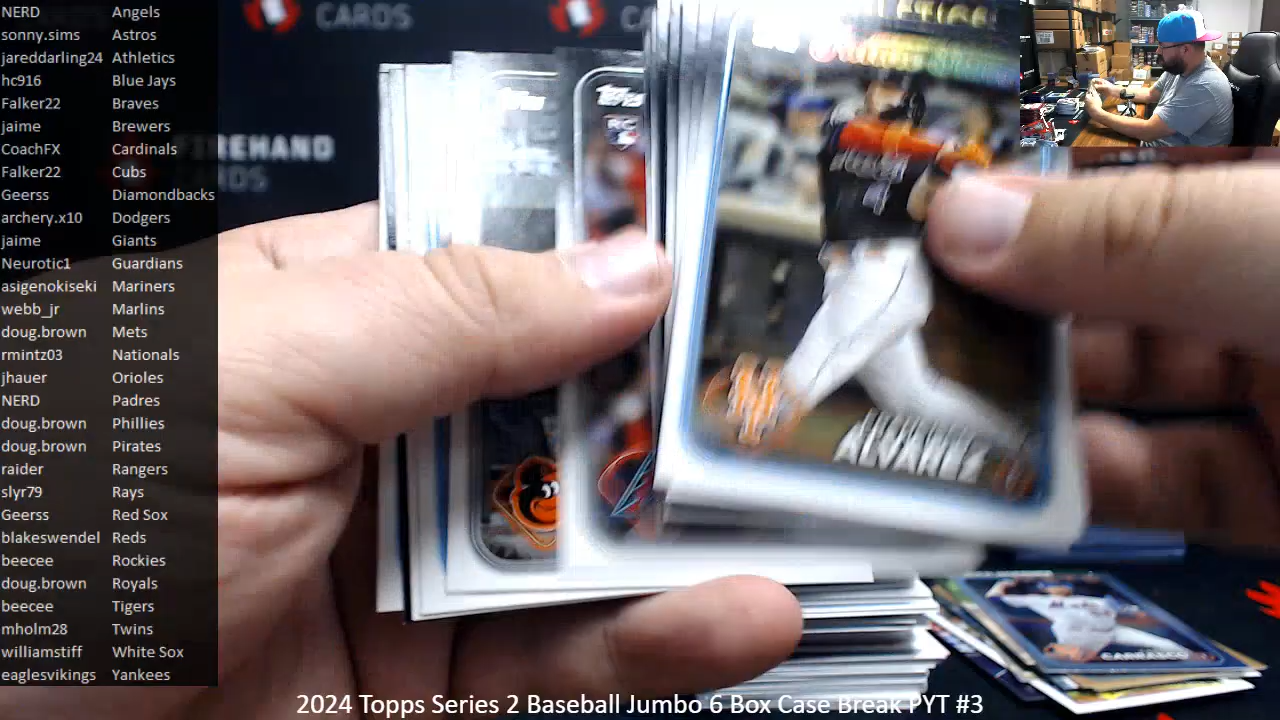 NERD Angels
sonny.sims Astros
jareddarling24 Athletics
hc916 Blue Jays
Falker22 Braves
jaime Brewers
CoachFX Cardinals
Falker22 Cubs
Geerss Diamondbacks
archery.x10 Dodgers
jaime Giants
Neurotic1 Guardians
asigenokiseki Mariners
webb_jr Marlins
doug.brown Mets
rmintz03 Nationals
jhauer Orioles
NERD Padres
doug.brown Phillies
doug.brown Pirates
raider Rangers
slyr79 Rays
Geerss Red Sox
blakeswendel Reds
beecee Rockies
doug.brown Royals
beecee Tigers
mholm28 Twins
williamstiff White Sox
eaglesvikings Yankees
CARDS
FIREHAND
CARDS
Topps
RC
ALVAREZ
CARRASCO
2024 Topps Series 2 Baseball Jumbo 6 Box Case Break PYT #3